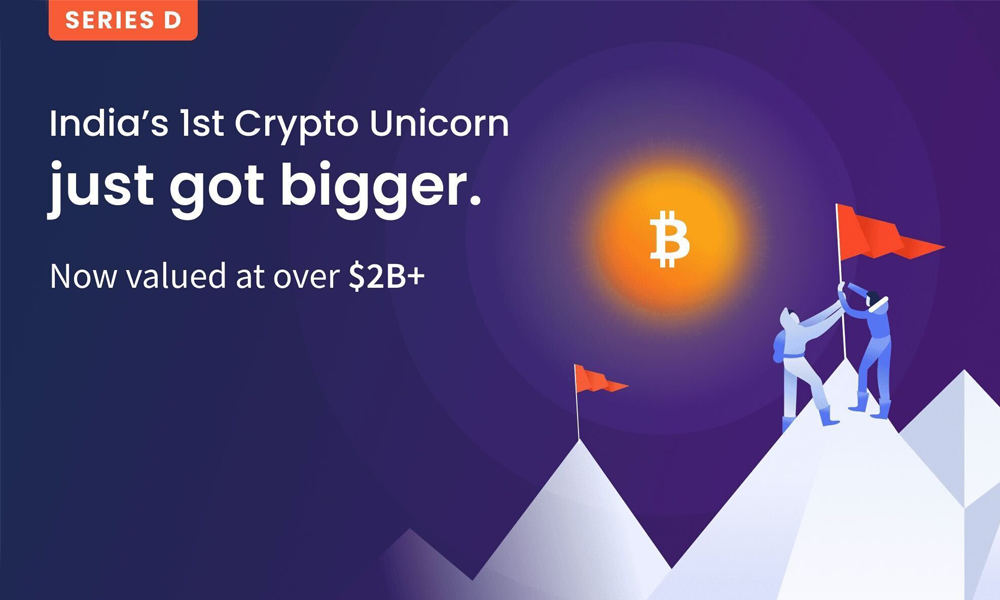 SERIES D
India’s 1st Crypto Unicorn
just got bigger.
Now valued at over $2B+
₿